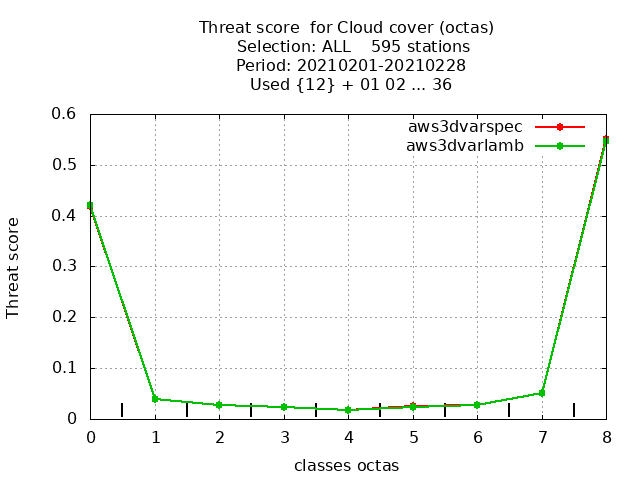 Threat score  for Cloud cover (octas)
Selection: ALL    595 stations
Period: 20210201-20210228
Used {12} + 01 02 ... 36
aws3dvarspec
aws3dvarlamb
Threat score
0.6
0.5
0.4
0.3
0.2
0.1
0
0 1 2 3 4 5 6 7 8
classes octas